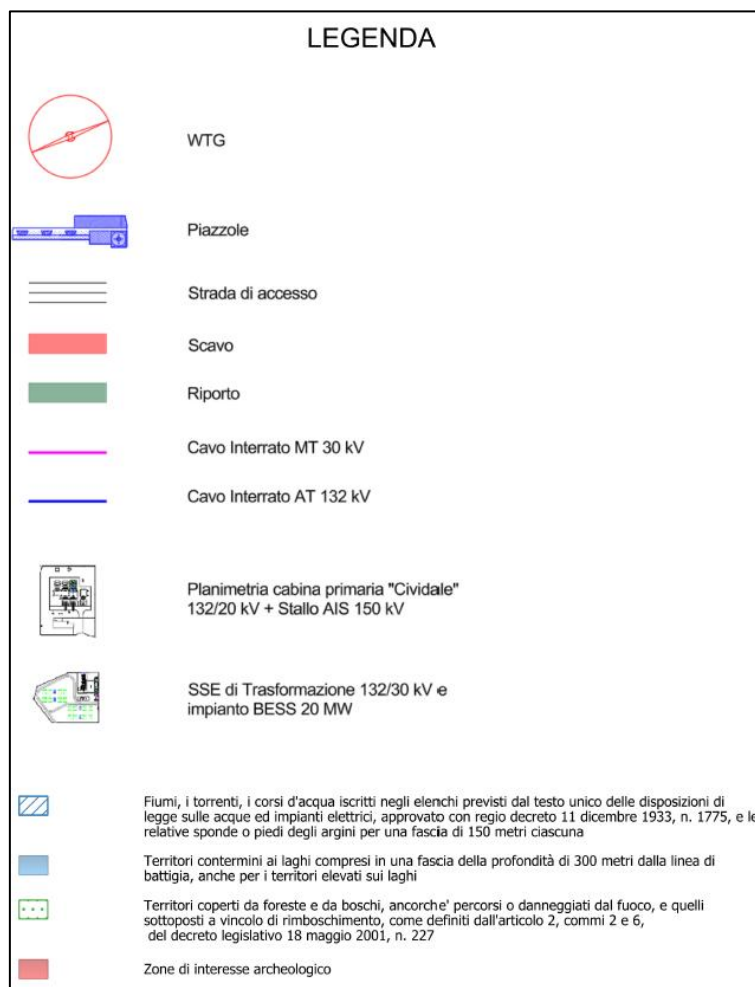 LEGENDA
WTG
Piazzole
Strada di accesso
Scavo
Riporto
Cavo Interrato MT 30 kV
Cavo Interrato AT 132 kV
Planimetria cabina primaria "Cividale"
132/20 kV + Stallo AIS 150 kV
SSE di Trasformazione 132/30 kV e
impianto BESS 20 MW
Fiumi, i torrenti, i corsi d'acqua iscritti negli elenchi previsti dal testo unico delle disposizioni di
legge sulle acque ed impianti elettrici, approvato con regio decreto 11 dicembre 1933, n. 1775, e le
relative sponde o piedi degli argini per una fascia di 150 metri ciascuna
Territori contermini ai laghi compresi in una fascia della profondità di 300 metri dalla linea di
battigia, anche per i territori elevati sui laghi
Territori coperti da foreste e da boschi, ancorche' percorsi o danneggiati dal fuoco, e quelli
sottoposti a vincolo di rimboschimento, come definiti dall'articolo 2, commi 2 e 6,
del decreto legislativo 18 maggio 2001, n. 227
Zone di interesse archeologico